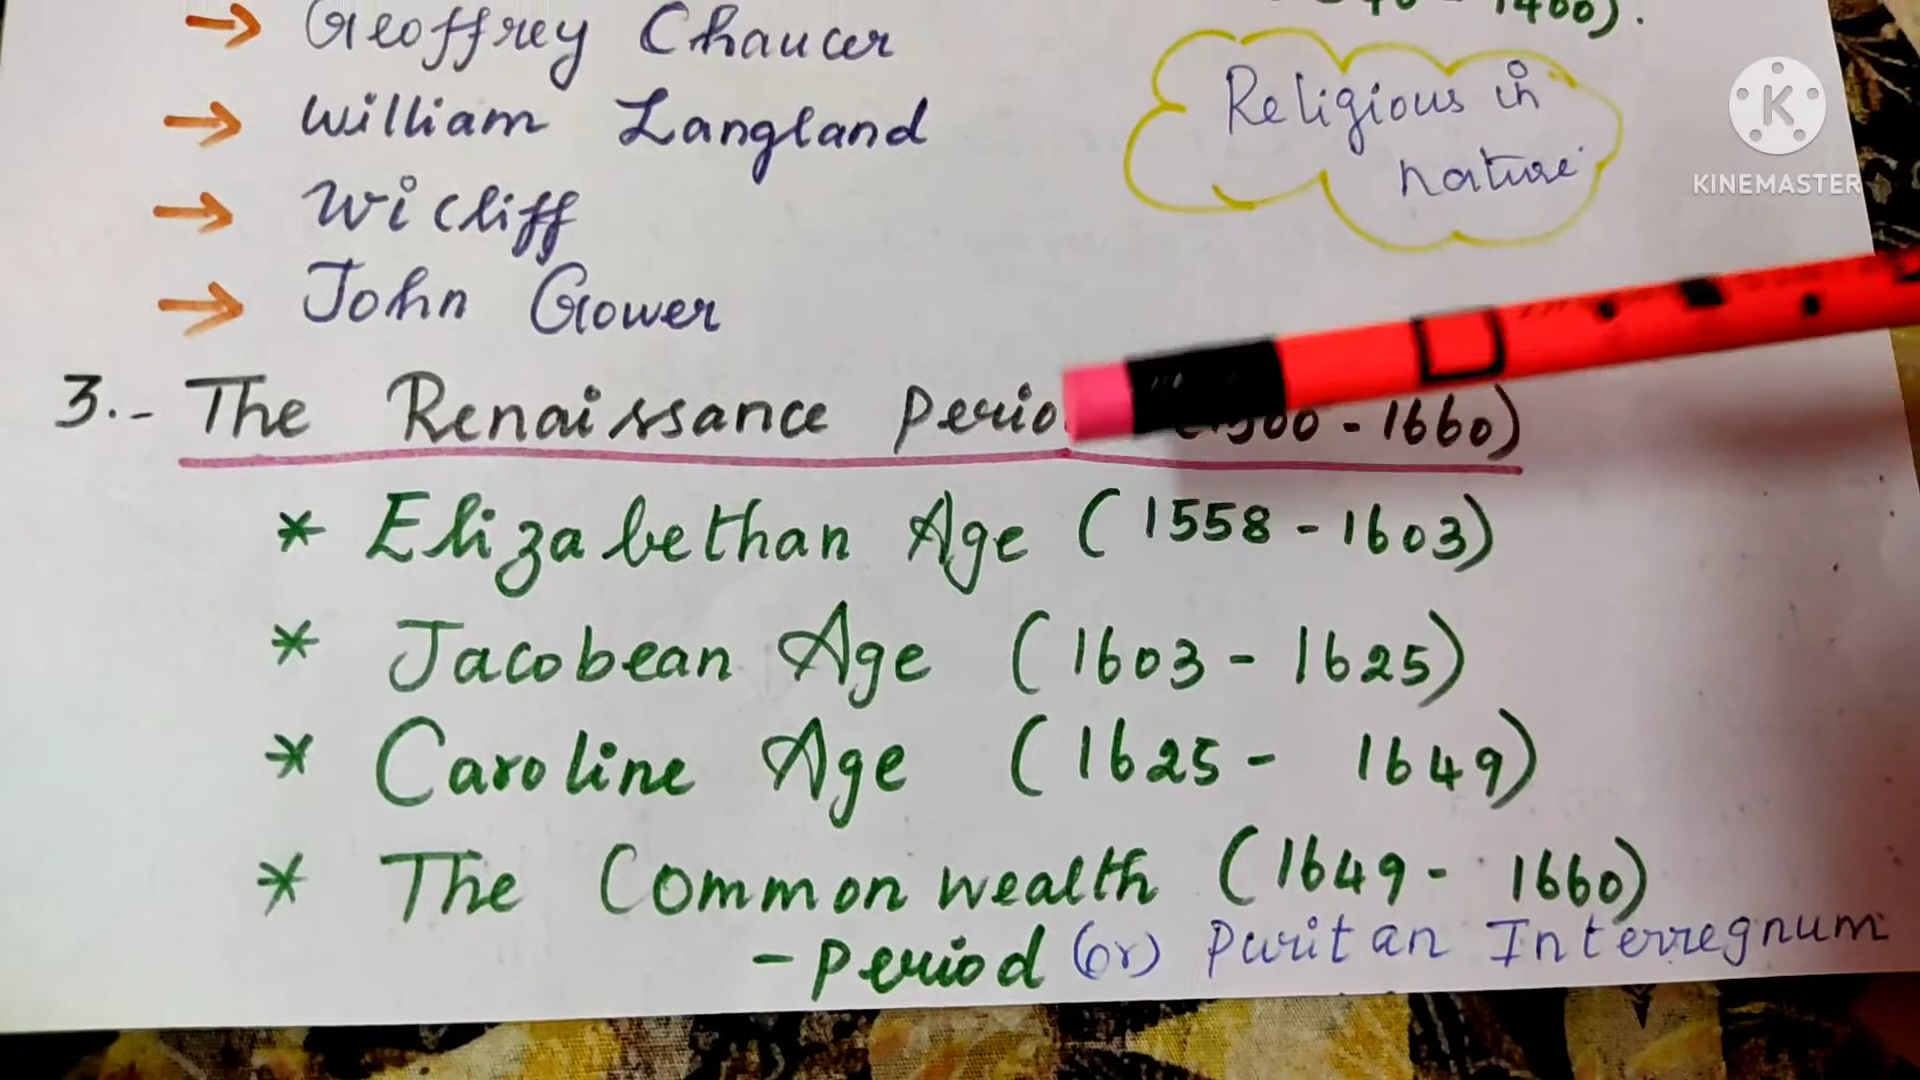 → Geoffrey Chaucer
- 1400).
→ William Langland
Religious in
nature
→ Wicliff
→ John Gower
3.- The Renaissance - 1660)
* Elizabethan Age (1558 - 1603)
* Jacobean Age (1603 - 1625)
* Caroline Age (1625 - 1649)
* The Commonwealth (1649 - 1660)
- Period (or) Puritan Interregnum
K
KINEMASTER